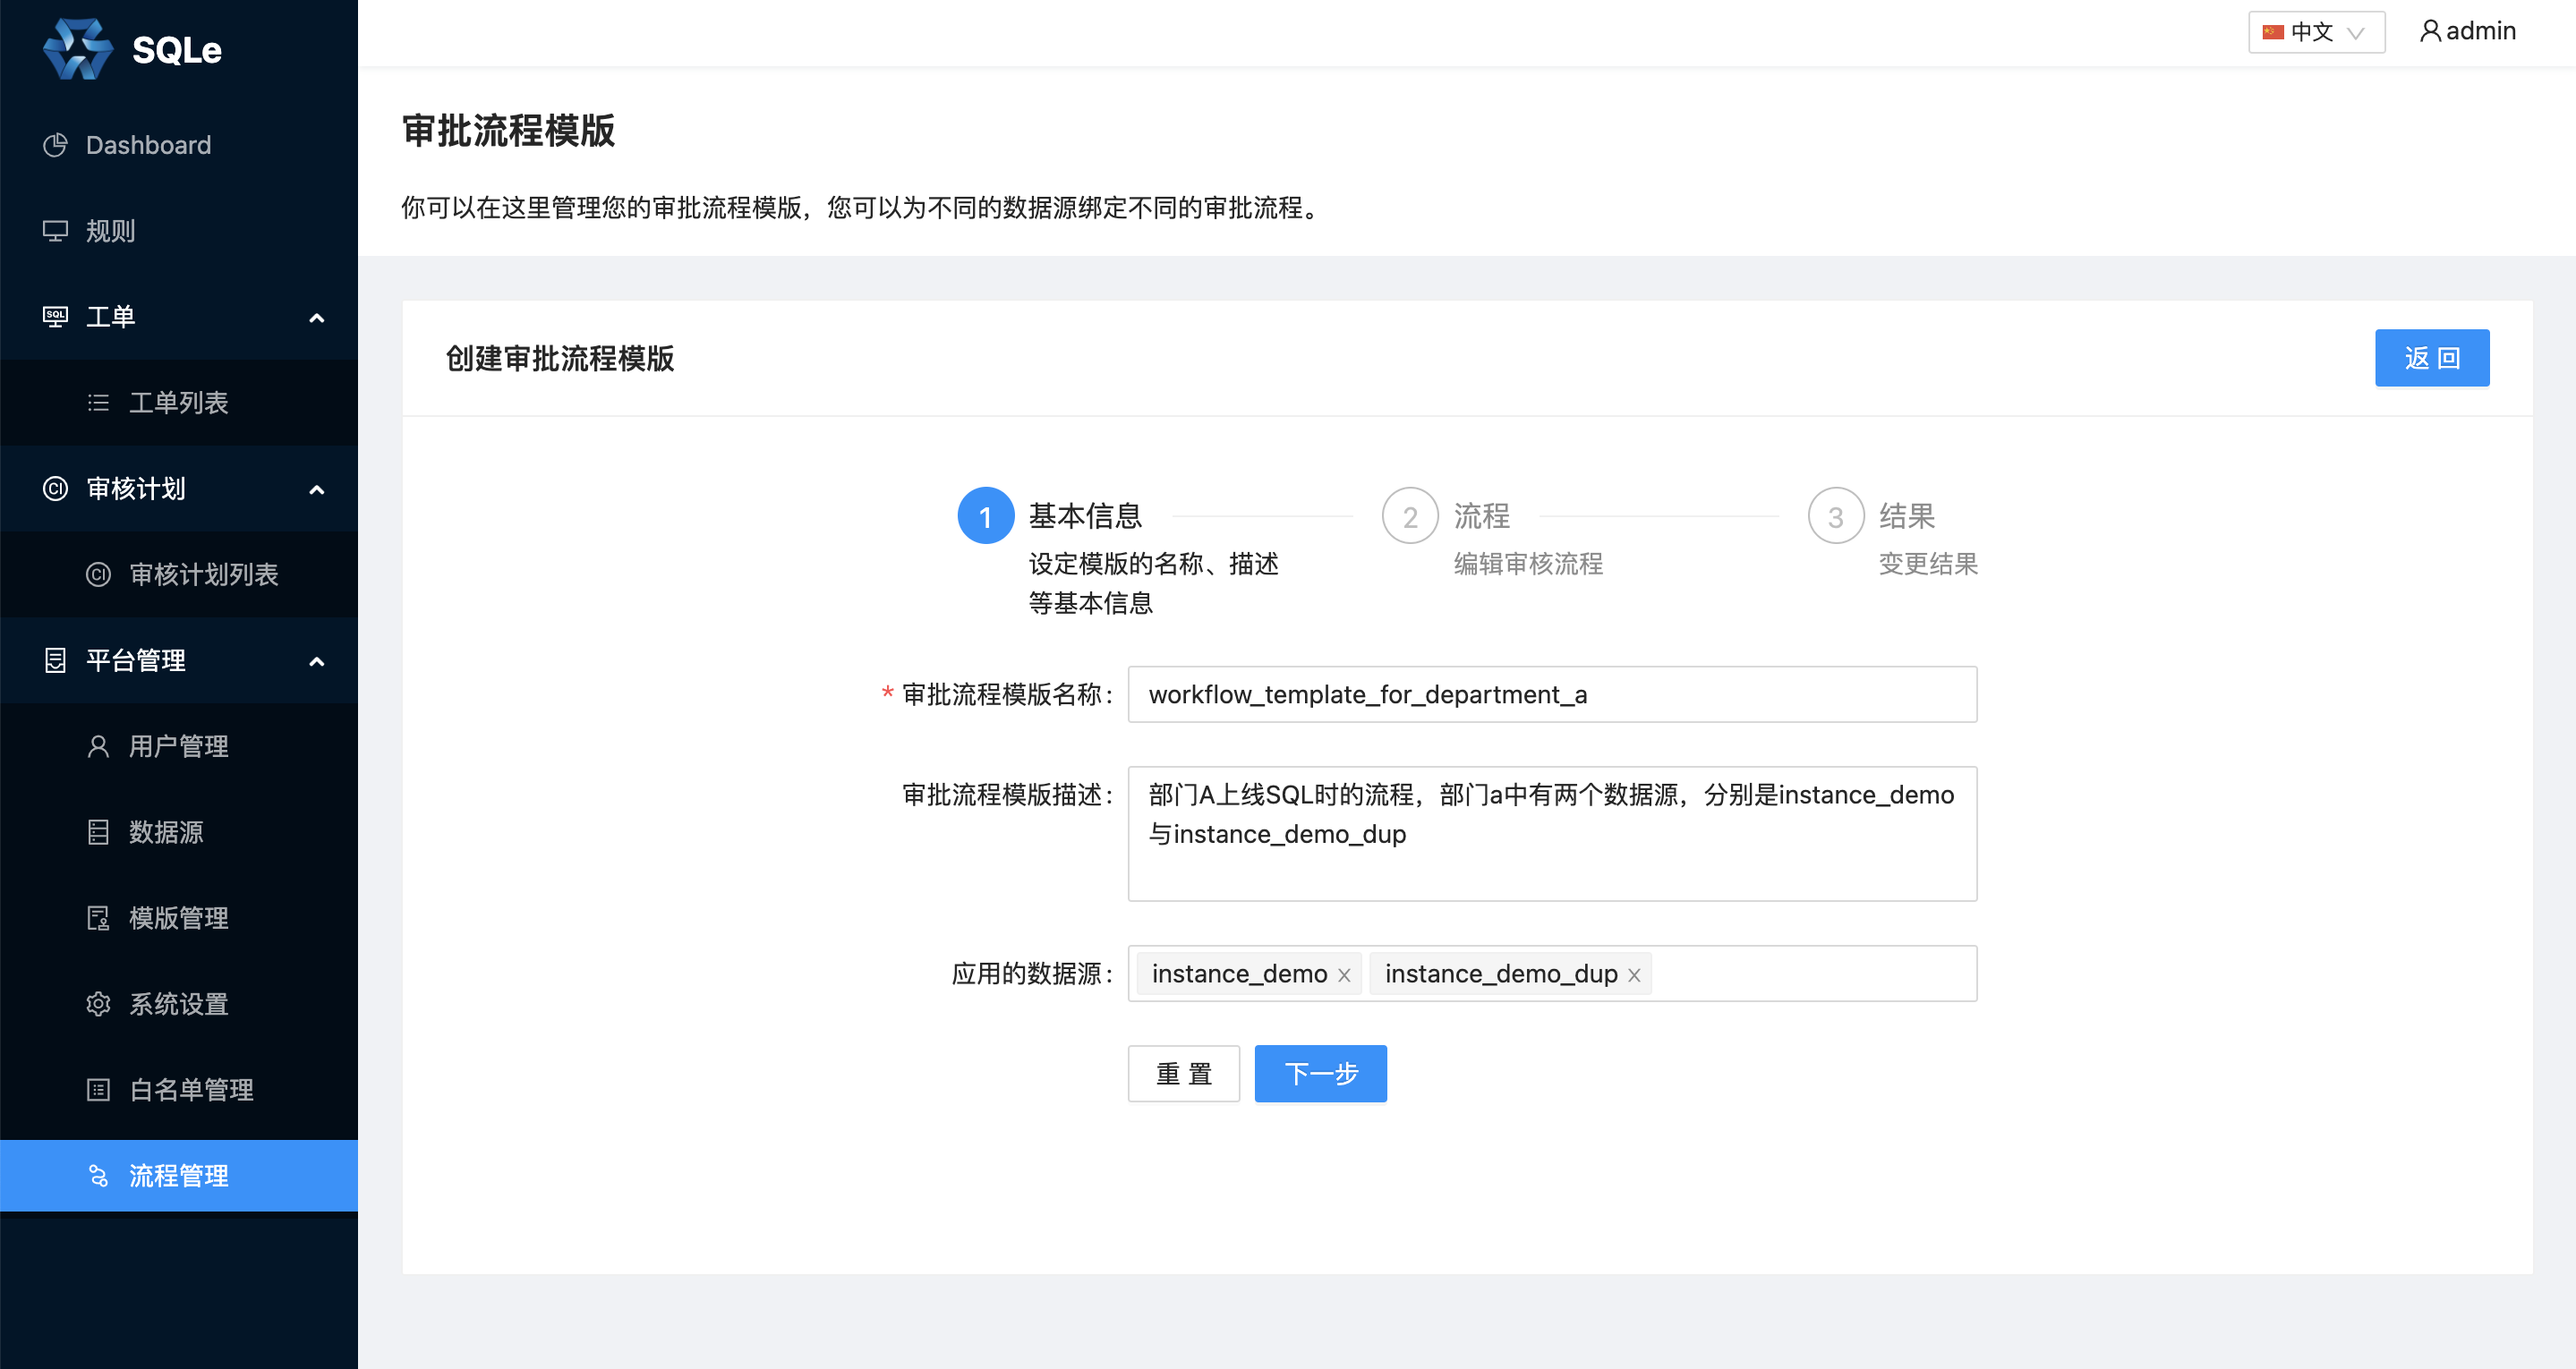 SQLe
中文
admin
Dashboard
规则
工单
工单列表
审核计划
审核计划列表
平台管理
用户管理
数据源
模版管理
系统设置
白名单管理
流程管理
审批流程模版
你可以在这里管理您的审批流程模版，您可以为不同的数据源绑定不同的审批流程。
创建审批流程模版
返 回
1 基本信息
设定模版的名称、描述
等基本信息
2 流程
编辑审核流程
3 结果
变更结果
* 审批流程模版名称: workflow_template_for_department_a
审批流程模版描述: 部门A上线SQL时的流程，部门a中有两个数据源，分别是instance_demo
与instance_demo_dup
应用的数据源: instance_demo instance_demo_dup
重 置 下一步